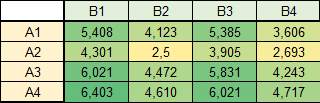 B1 B2 B3 B4
A1 5,408 4,123 5,385 3,606
A2 4,301 2,5 3,905 2,693
A3 6,021 4,472 5,831 4,243
A4 6,403 4,610 6,021 4,717